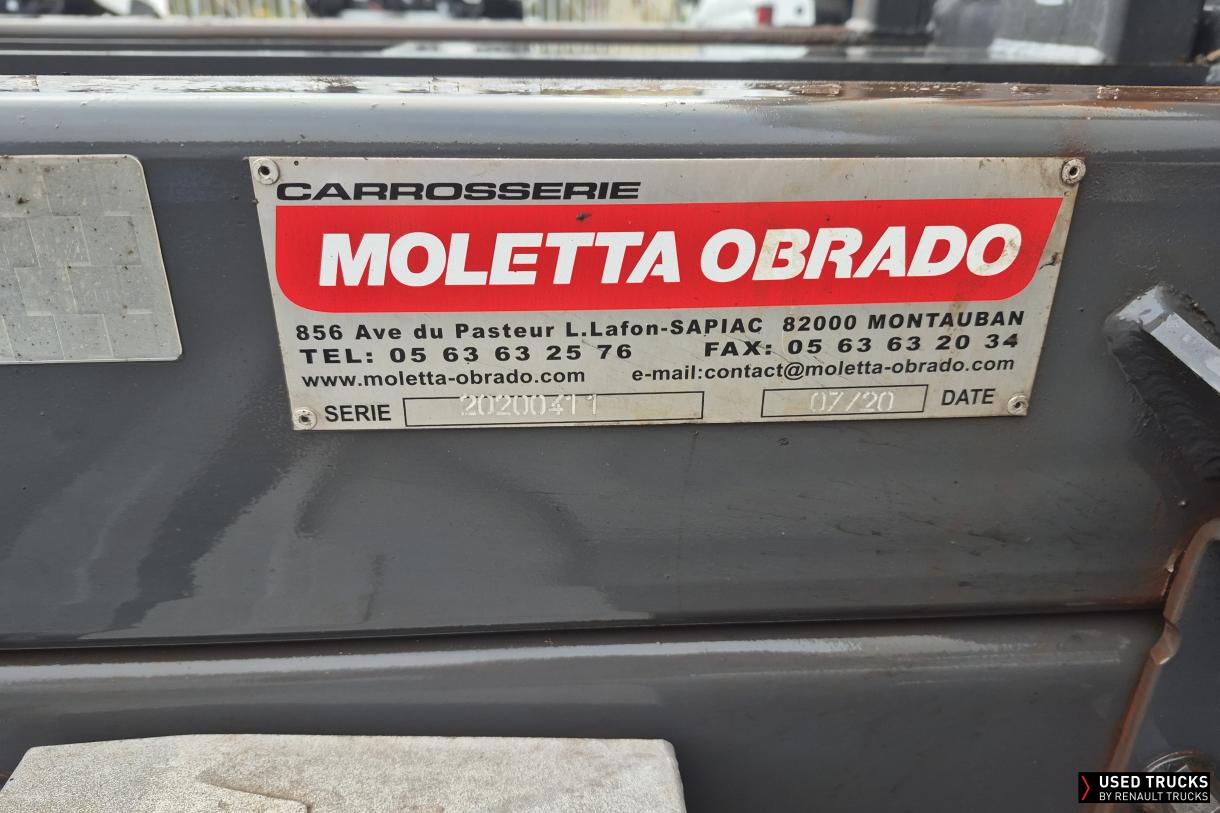 CARROSSERIE
MOLETTA OBRADO
856 Ave du Pasteur L.Lafon-SAPIAC 82000 MONTAUBAN
TEL: 05 63 63 25 76 FAX: 05 63 63 20 34
www.moletta-obrado.com e-mail:contact@moletta-obrado.com
SERIE 20200411 07/20 DATE
USED TRUCKS
BY RENAULT TRUCKS